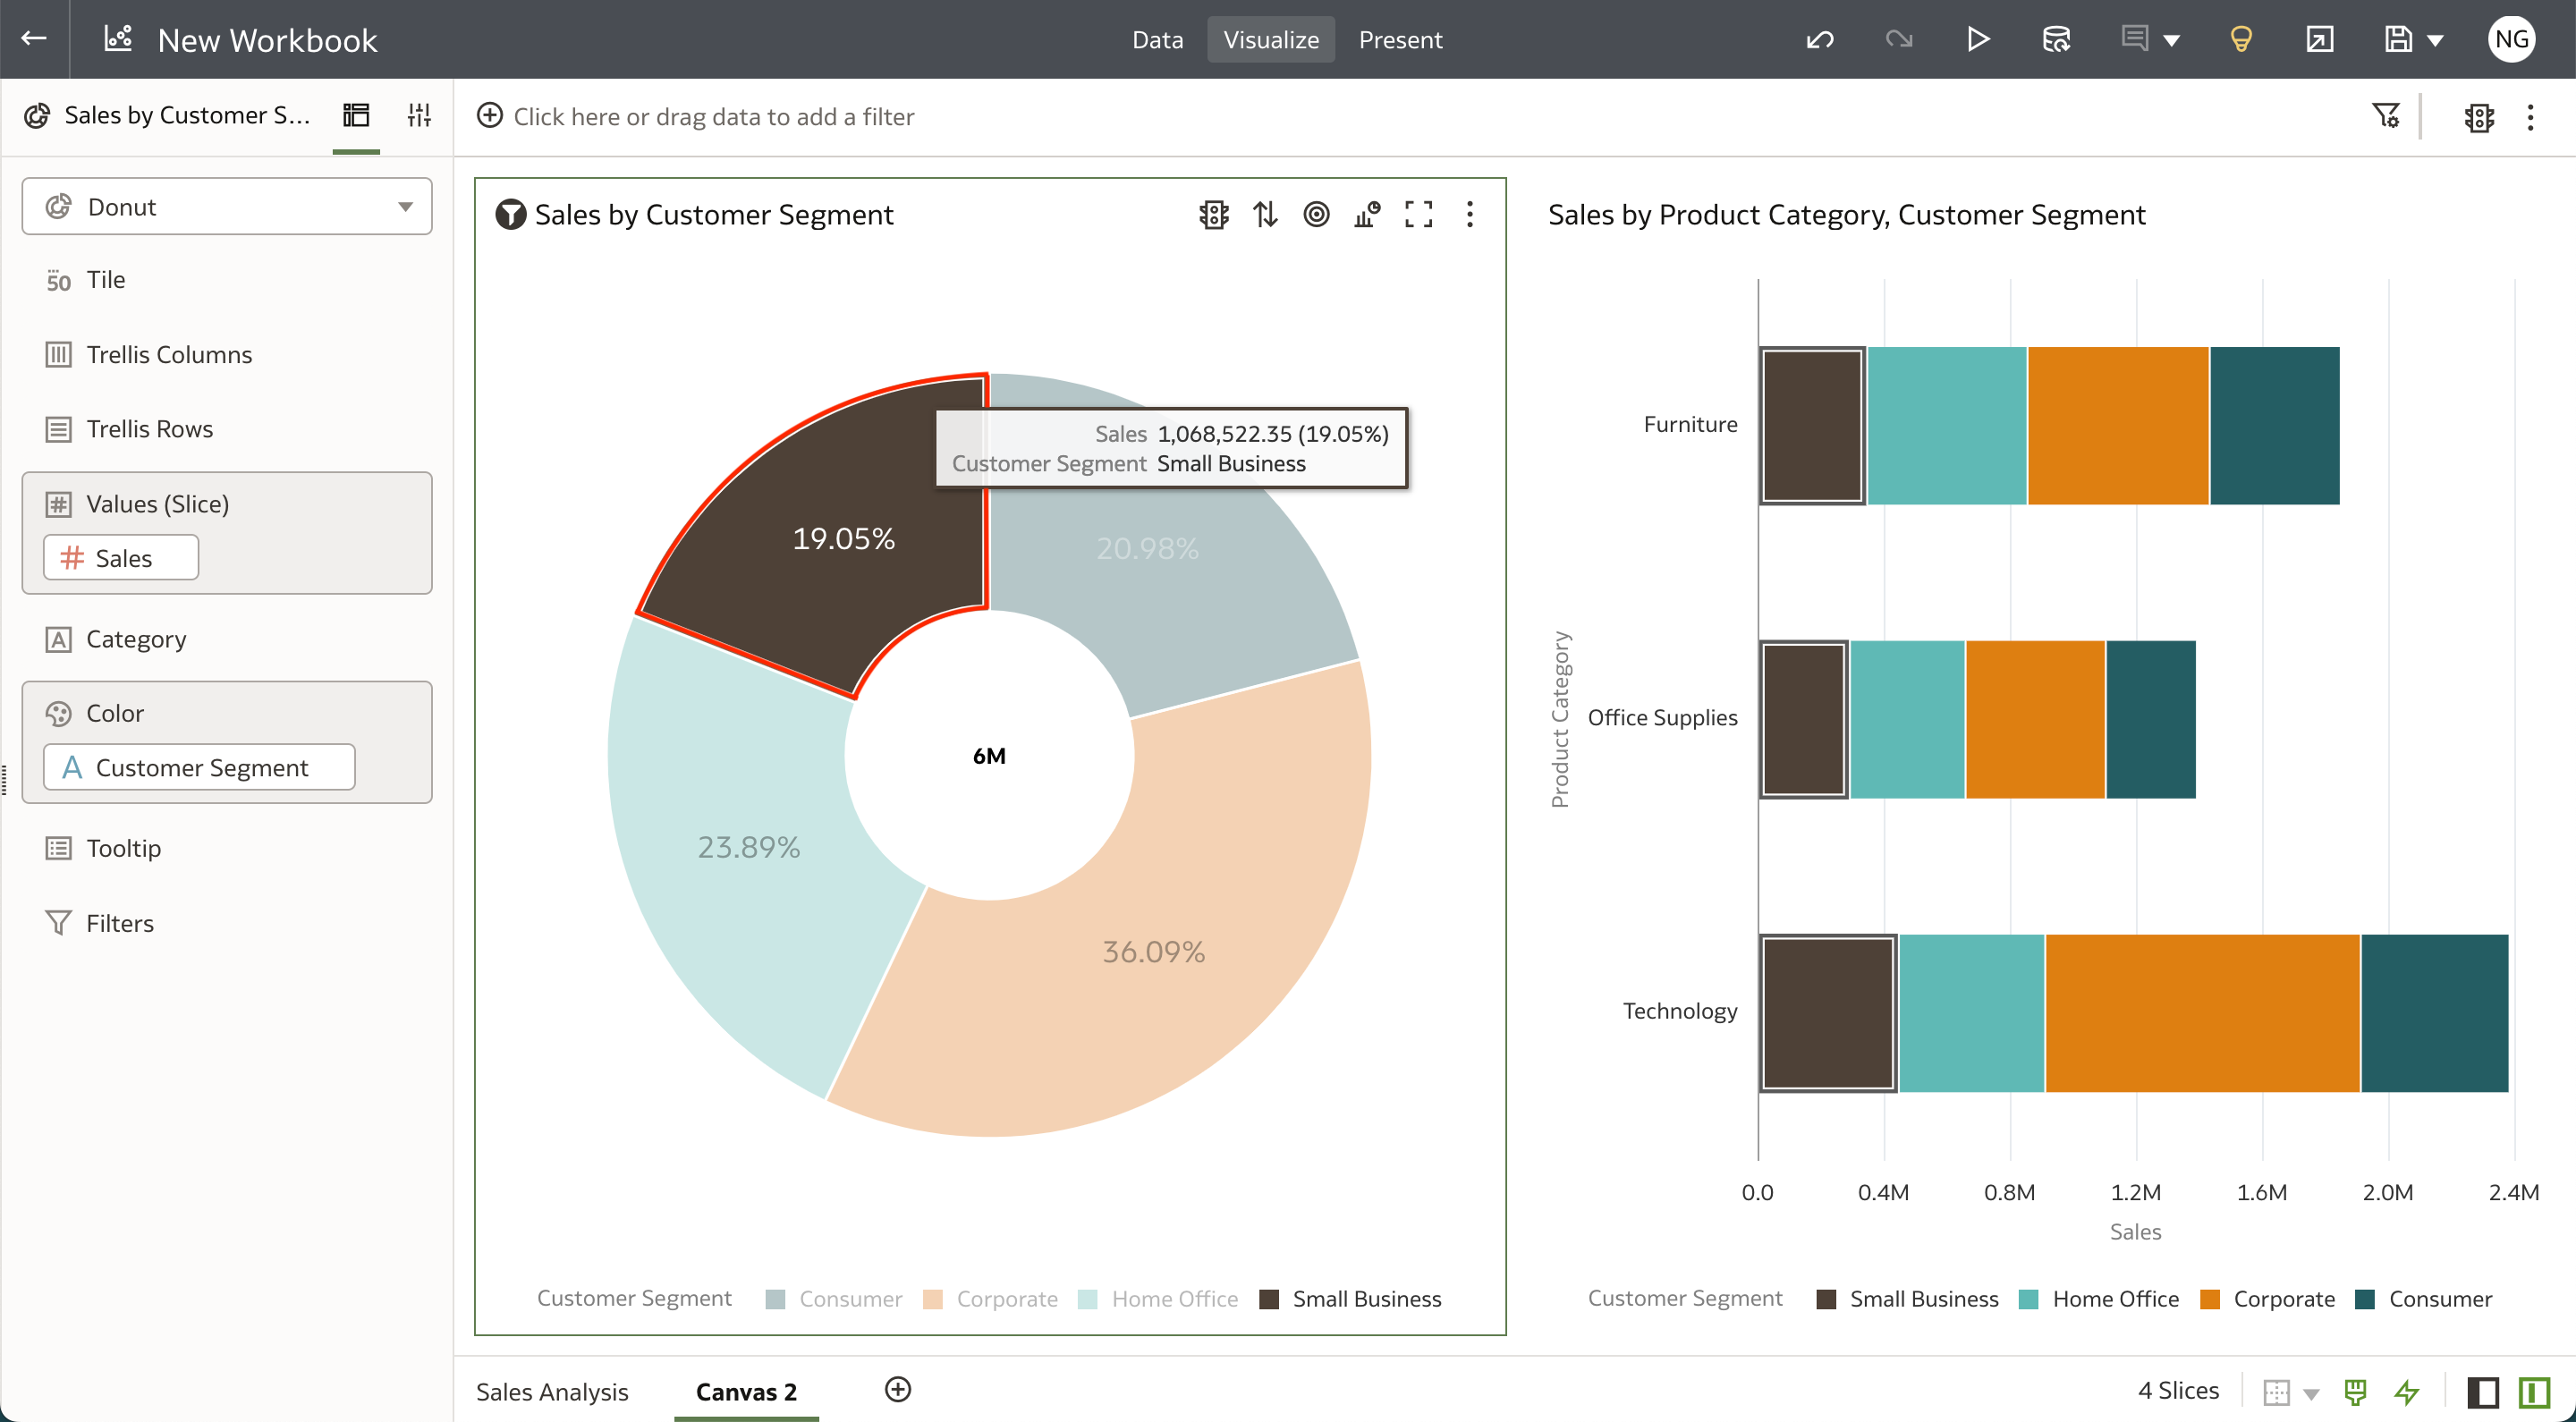 New Workbook
Data
Visualize
Present
NG
Sales by Customer S...
Click here or drag data to add a filter
Donut
50 Tile
Trellis Columns
Trellis Rows
Values (Slice)
# Sales
A Category
Color
A Customer Segment
Tooltip
Filters
Sales by Customer Segment
Sales 1,068,522.35 (19.05%)
Customer Segment Small Business
19.05%
20.98%
6M
23.89%
36.09%
Customer Segment Consumer Corporate Home Office Small Business
Sales by Product Category, Customer Segment
Product Category
Furniture
Office Supplies
Technology
0.0 0.4M 0.8M 1.2M 1.6M 2.0M 2.4M
Sales
Customer Segment Small Business Home Office Corporate Consumer
Sales Analysis
Canvas 2
4 Slices